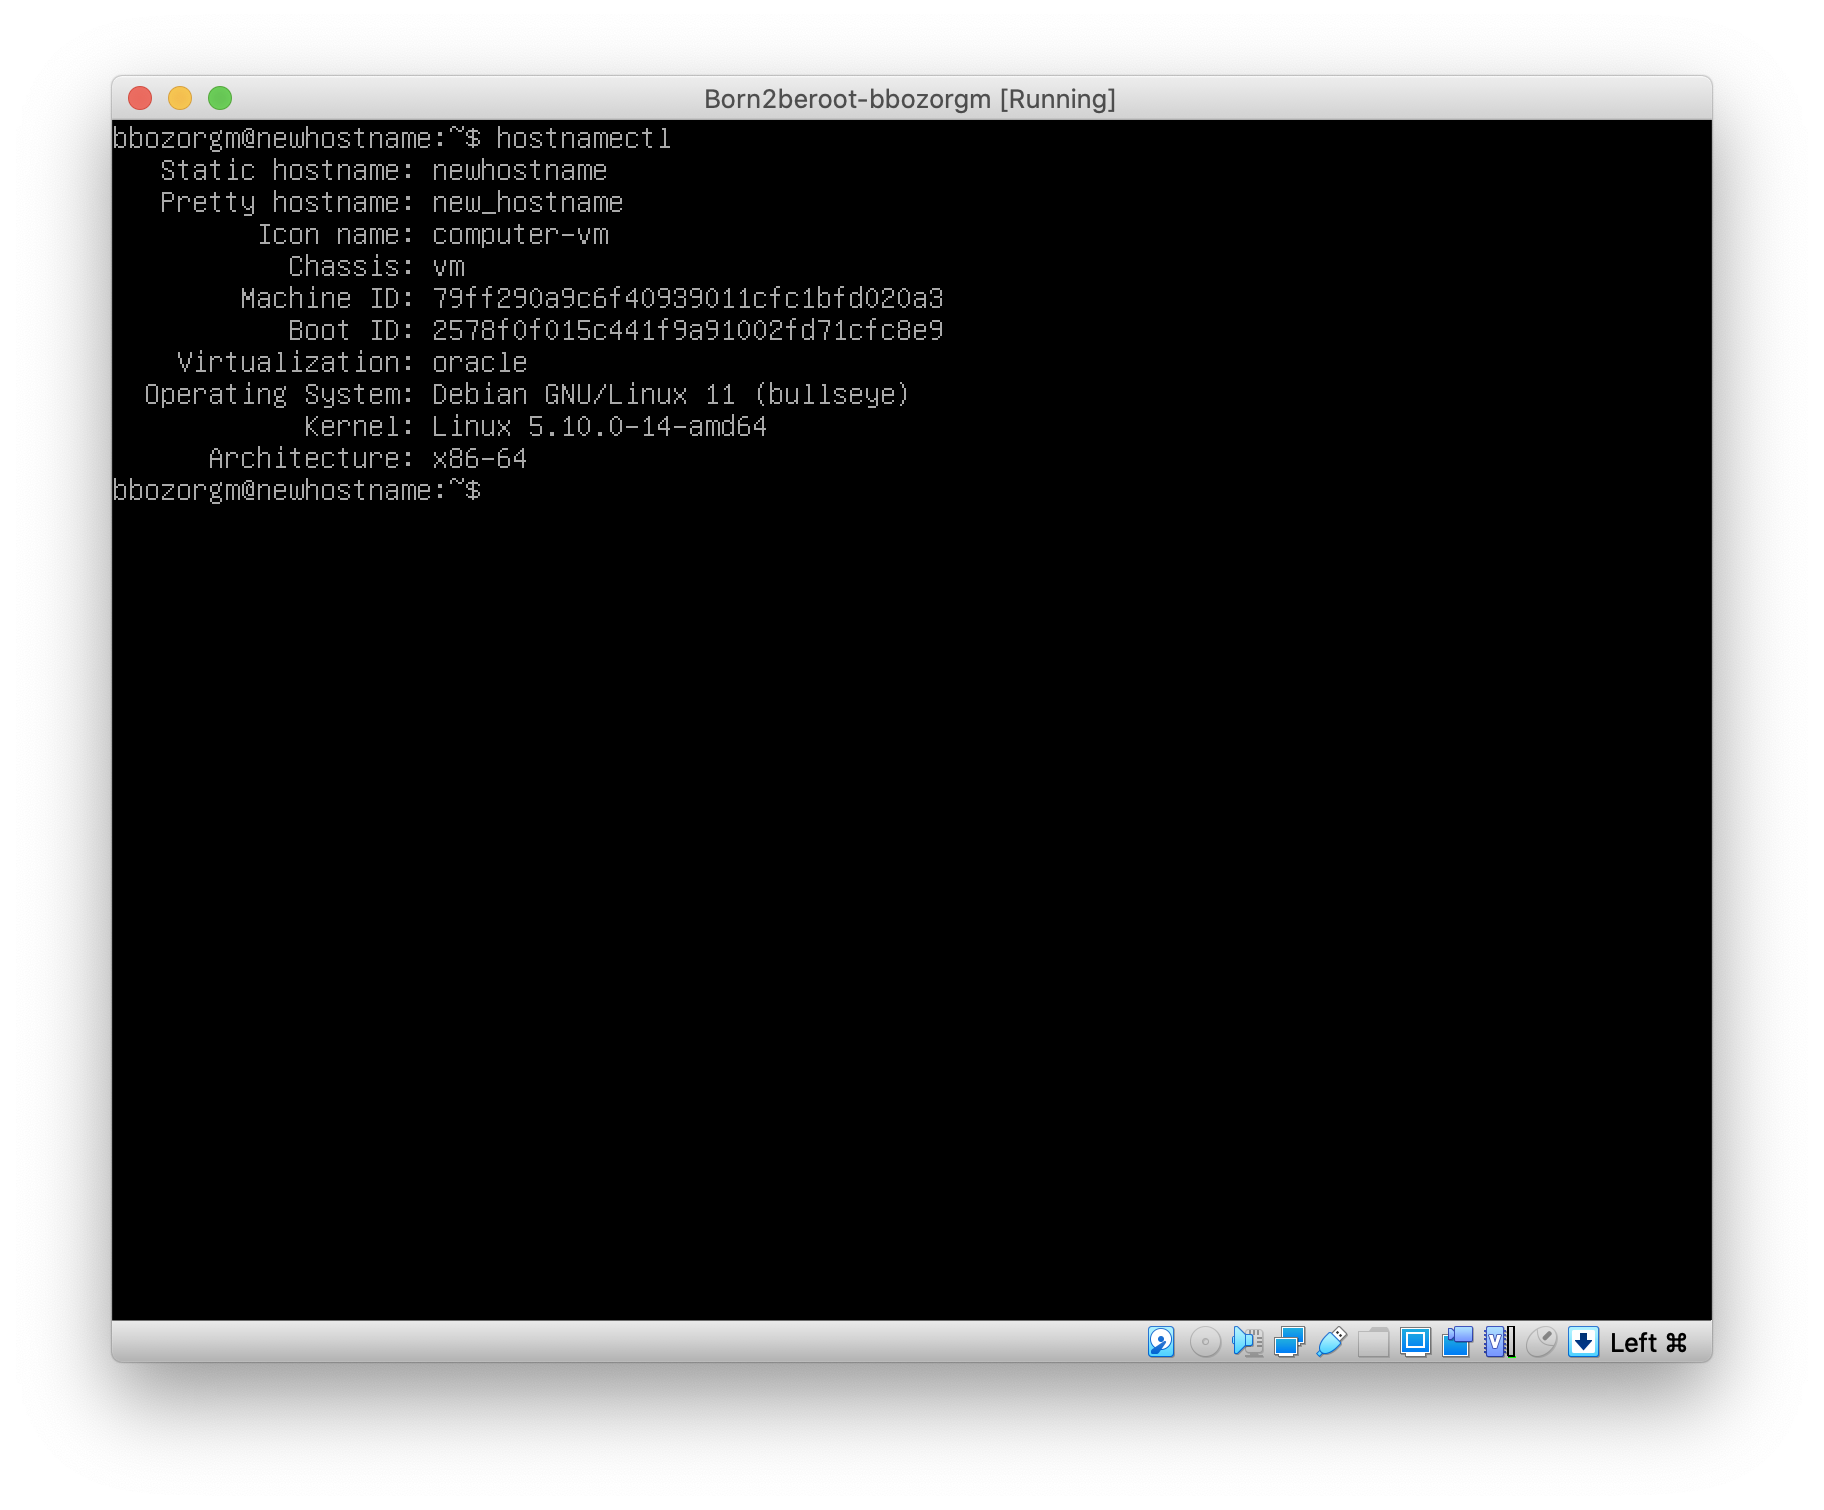 Born2beroot-bbozorgm [Running]
bbozorgm@newhostname:~$ hostnamectl
Static hostname: newhostname
Pretty hostname: new_hostname
Icon name: computer-vm
Chassis: vm
Machine ID: 79ff290a9c6f40939011cfc1bfd020a3
Boot ID: 2578f0f015c441f9a91002fd71cfc8e9
Virtualization: oracle
Operating System: Debian GNU/Linux 11 (bullseye)
Kernel: Linux 5.10.0-14-amd64
Architecture: x86-64
bbozorgm@newhostname:~$
Left ⌘